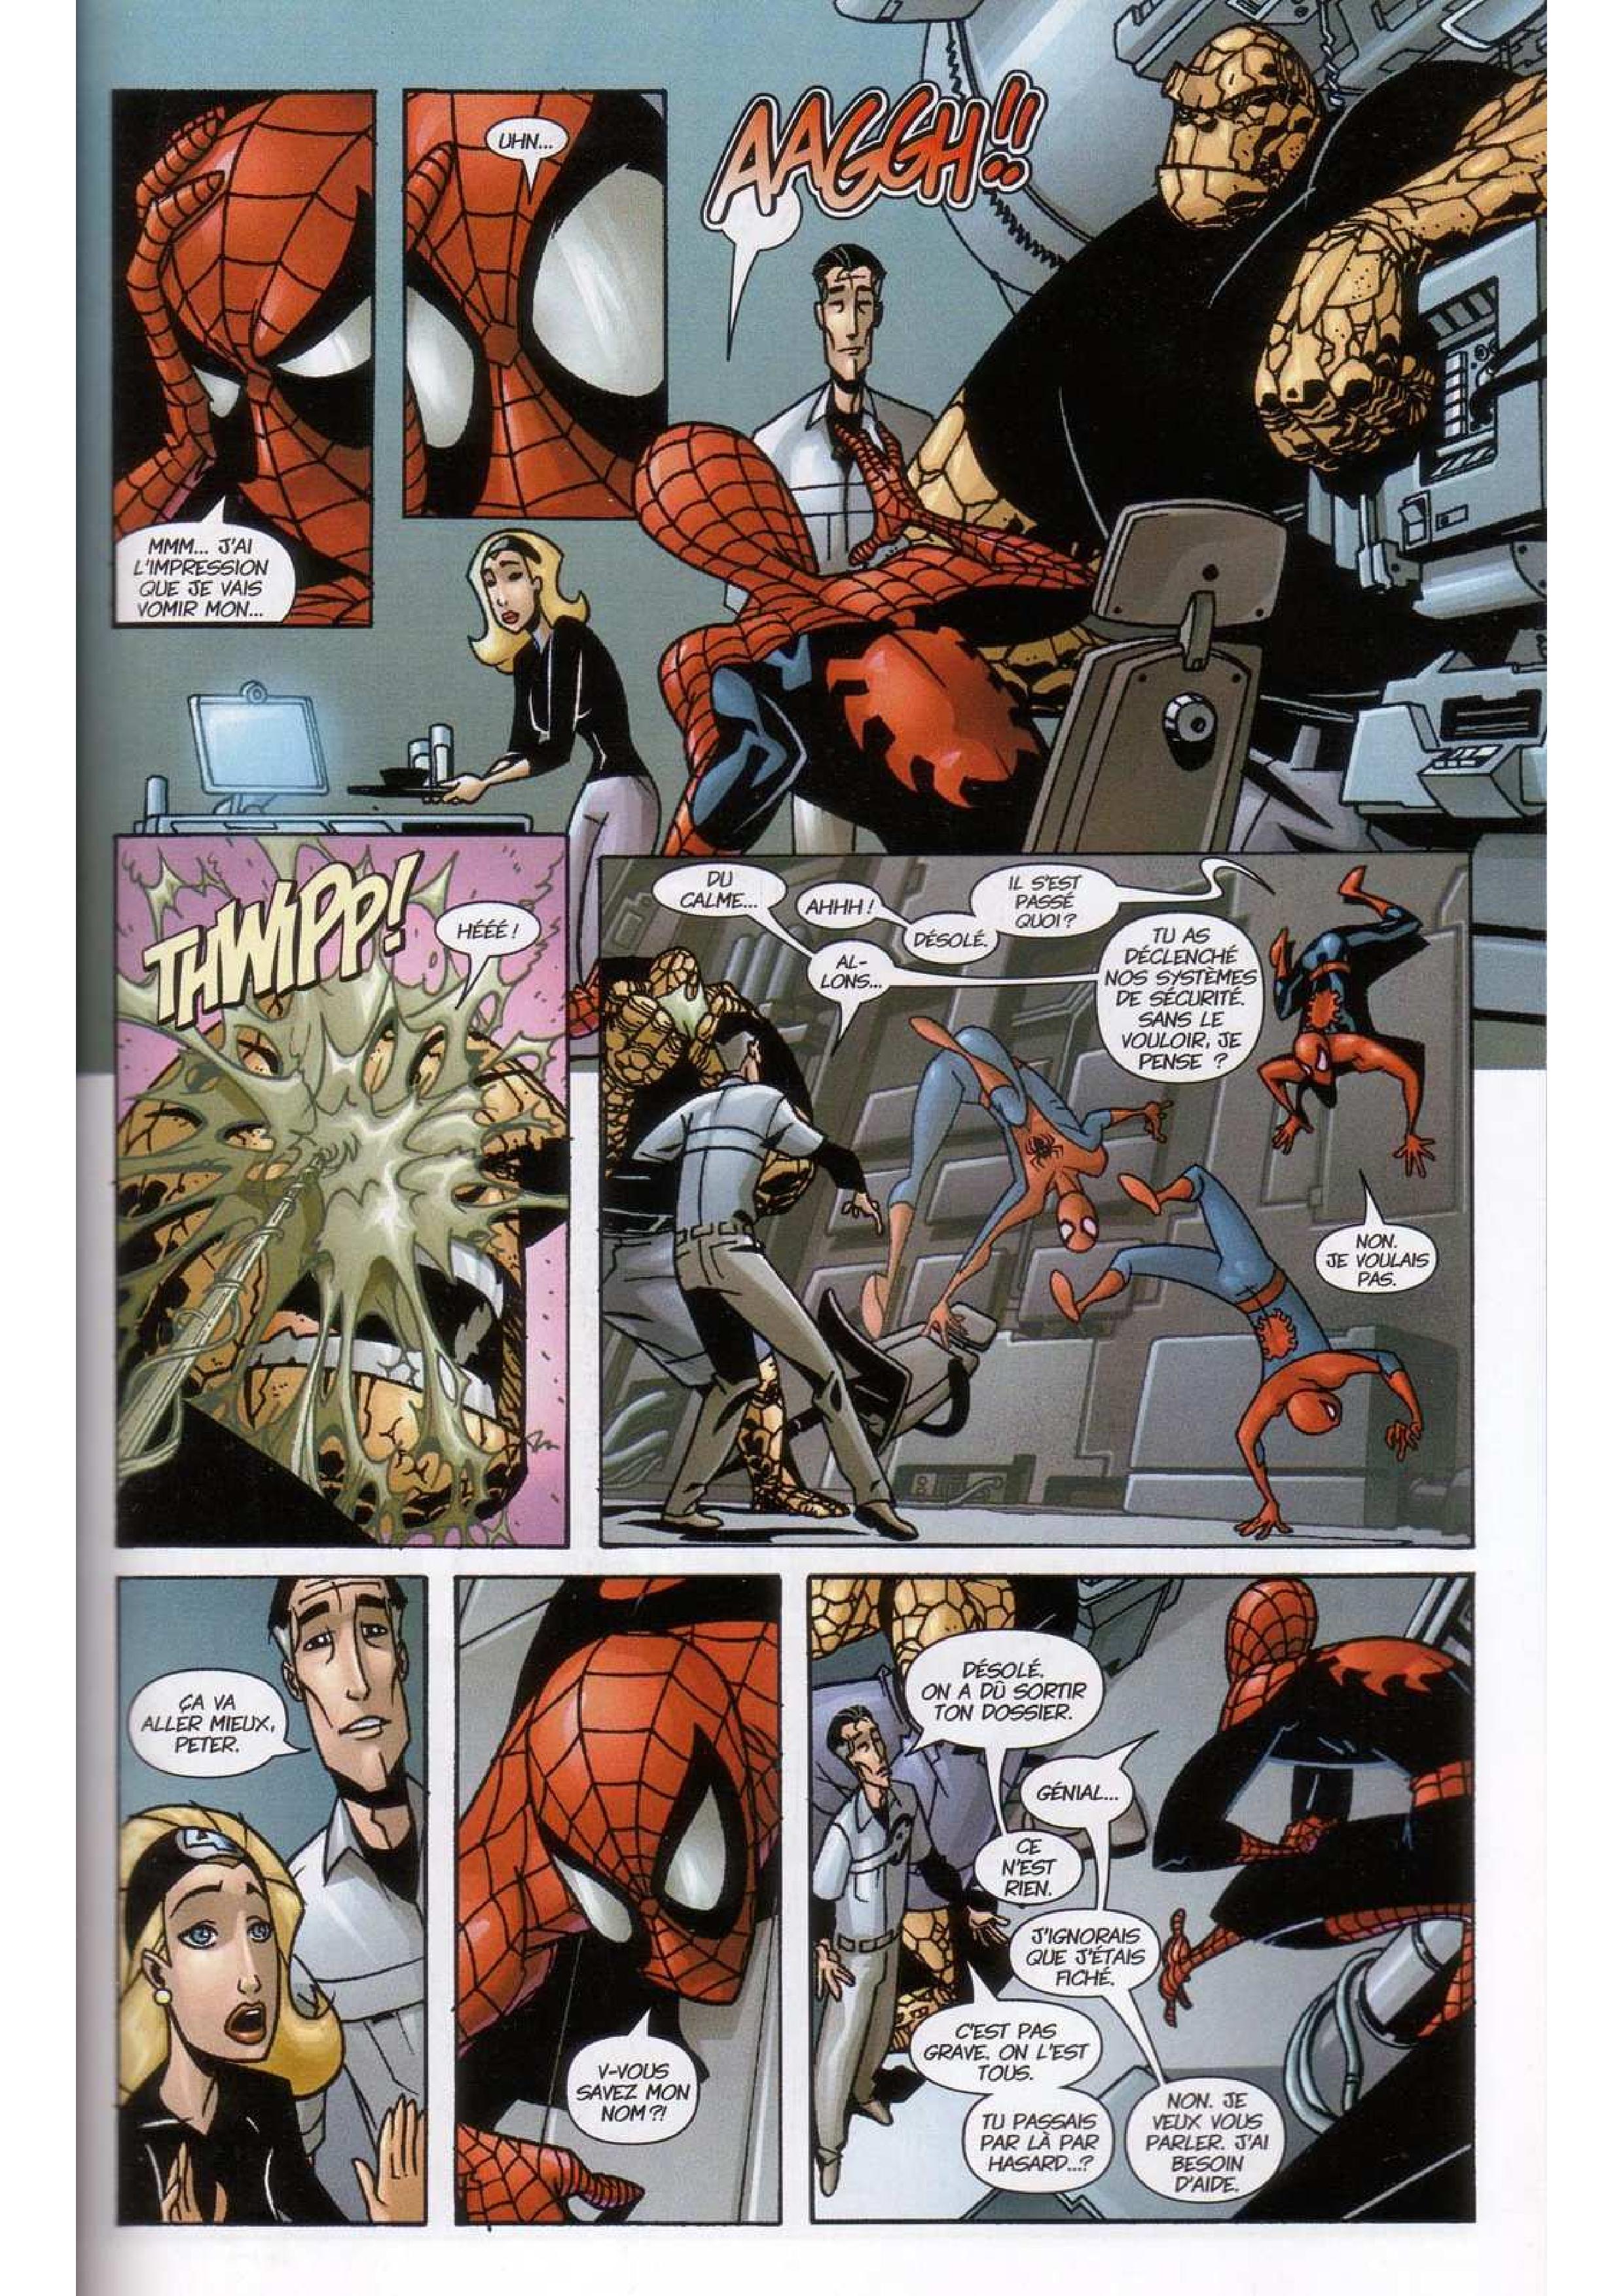 MMM... J'AI
L'IMPRESSION
QUE JE VAIS
VOMIR MON...
UHN...
AAGGH!!
THWIPP!
HÉÉÉ !
DU
CALME...
AHHH !
DÉSOLÉ.
IL S'EST
PASSÉ
QUOI ?
AL-
LONS...
TU AS
DÉCLENCHÉ
NOS SYSTÈMES
DE SÉCURITÉ.
SANS LE
VOULOIR, JE
PENSE ?
NON.
JE VOULAIS
PAS.
ÇA VA
ALLER MIEUX,
PETER.
V-VOUS
SAVEZ MON
NOM ?!
DÉSOLÉ.
ON A DÛ SORTIR
TON DOSSIER.
GÉNIAL...
CE
N'EST
RIEN.
J'IGNORAIS
QUE J'ÉTAIS
FICHÉ.
C'EST PAS
GRAVE. ON L'EST
TOUS.
TU PASSAIS
PAR LÀ PAR
HASARD...?
NON. JE
VEUX VOUS
PARLER. J'AI
BESOIN
D'AIDE.